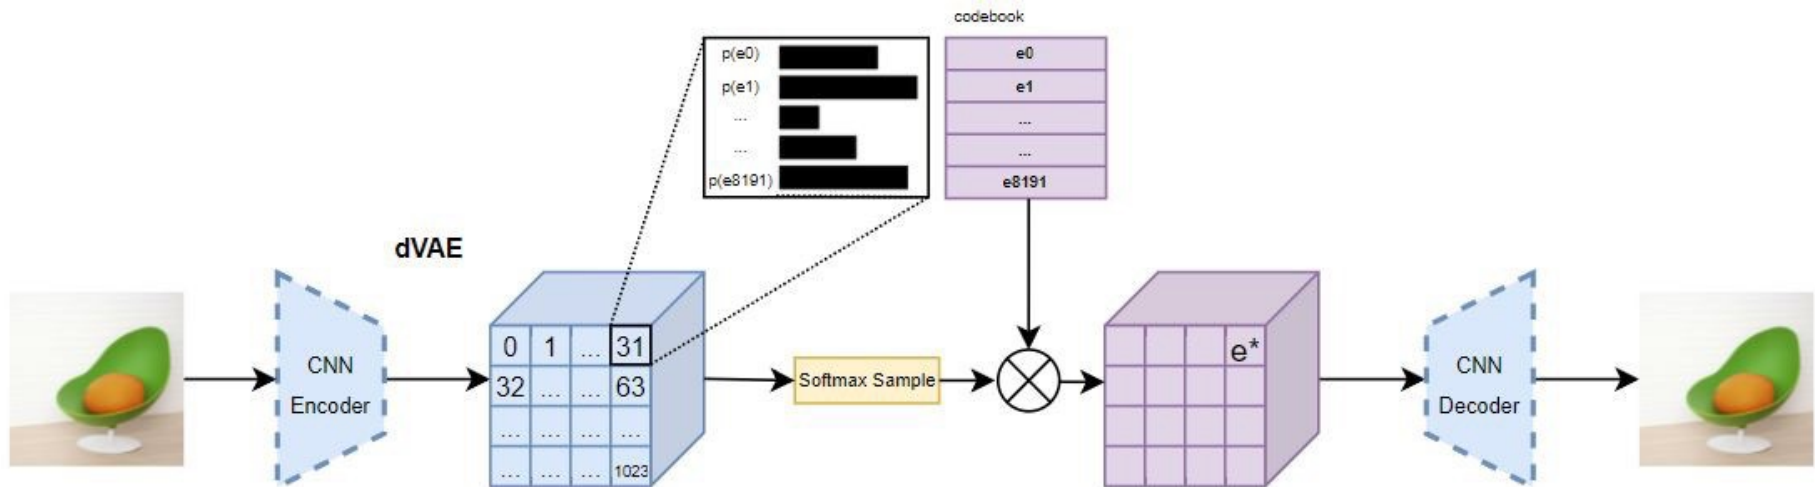 codebook
p(e0)
e0
p(e1)
e1
...
...
...
...
p(e8191)
e8191
dVAE
CNN
Encoder
0 1 ... 31
32 ... ... 63
... ... ... ...
... ... ... 1023
Softmax Sample
e*
CNN
Decoder